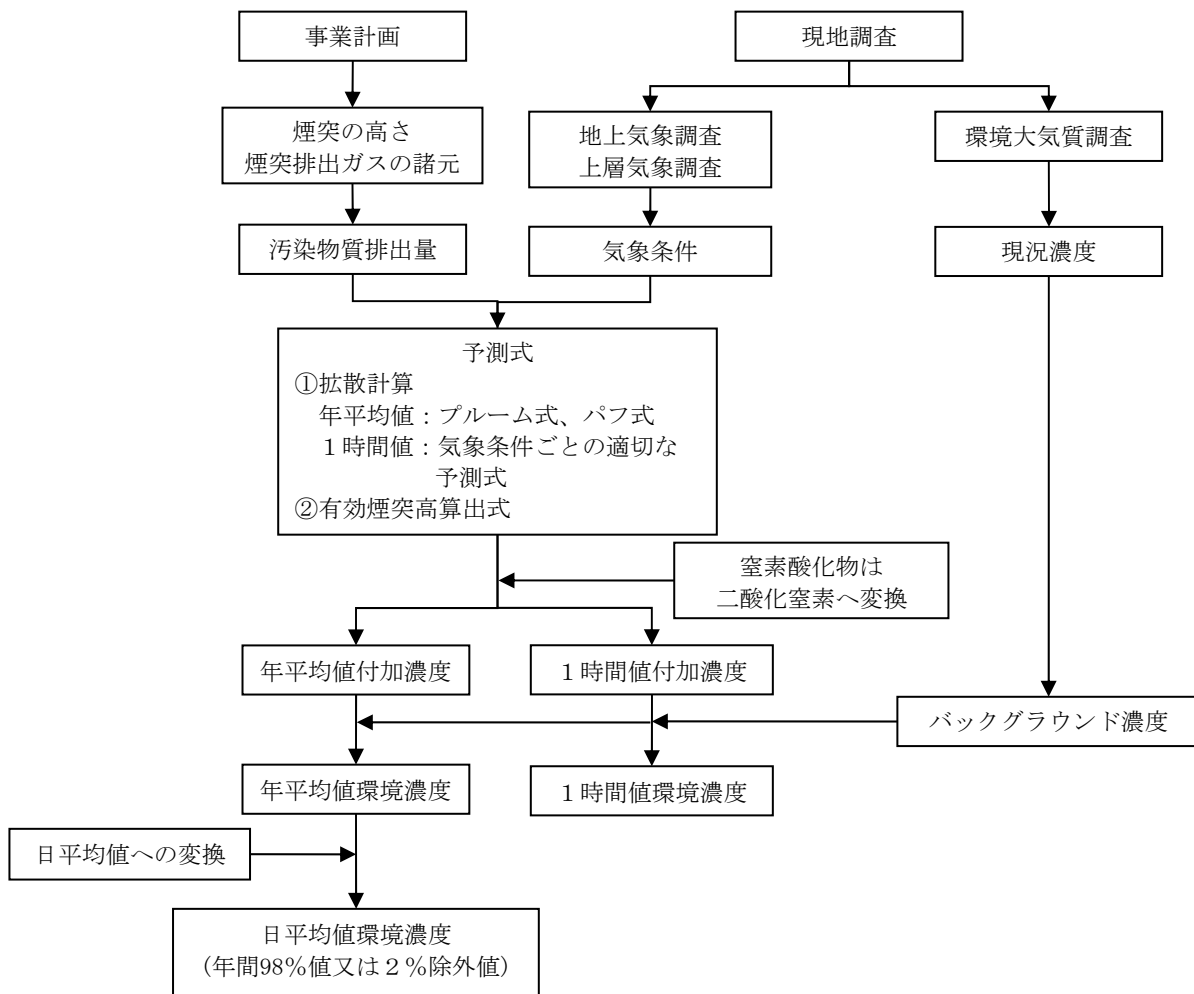 事業計画
現地調査
煙突の高さ
煙突排出ガスの諸元
地上気象調査
上層気象調査
環境大気質調査
汚染物質排出量
気象条件
現況濃度
予測式
①拡散計算
年平均値：プルーム式、パフ式
１時間値：気象条件ごとの適切な
予測式
②有効煙突高算出式
窒素酸化物は
二酸化窒素へ変換
年平均値付加濃度
１時間値付加濃度
バックグラウンド濃度
年平均値環境濃度
１時間値環境濃度
日平均値への変換
日平均値環境濃度
（年間98％値又は２％除外値）